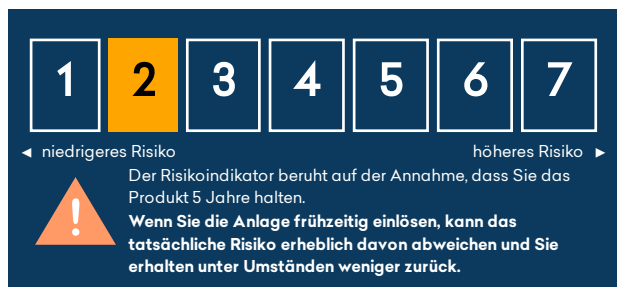 1 2 3 4 5 6 7
◄ niedrigeres Risiko höheres Risiko ►
Der Risikoindikator beruht auf der Annahme, dass Sie das
Produkt 5 Jahre halten.
Wenn Sie die Anlage frühzeitig einlösen, kann das
tatsächliche Risiko erheblich davon abweichen und Sie
erhalten unter Umständen weniger zurück.